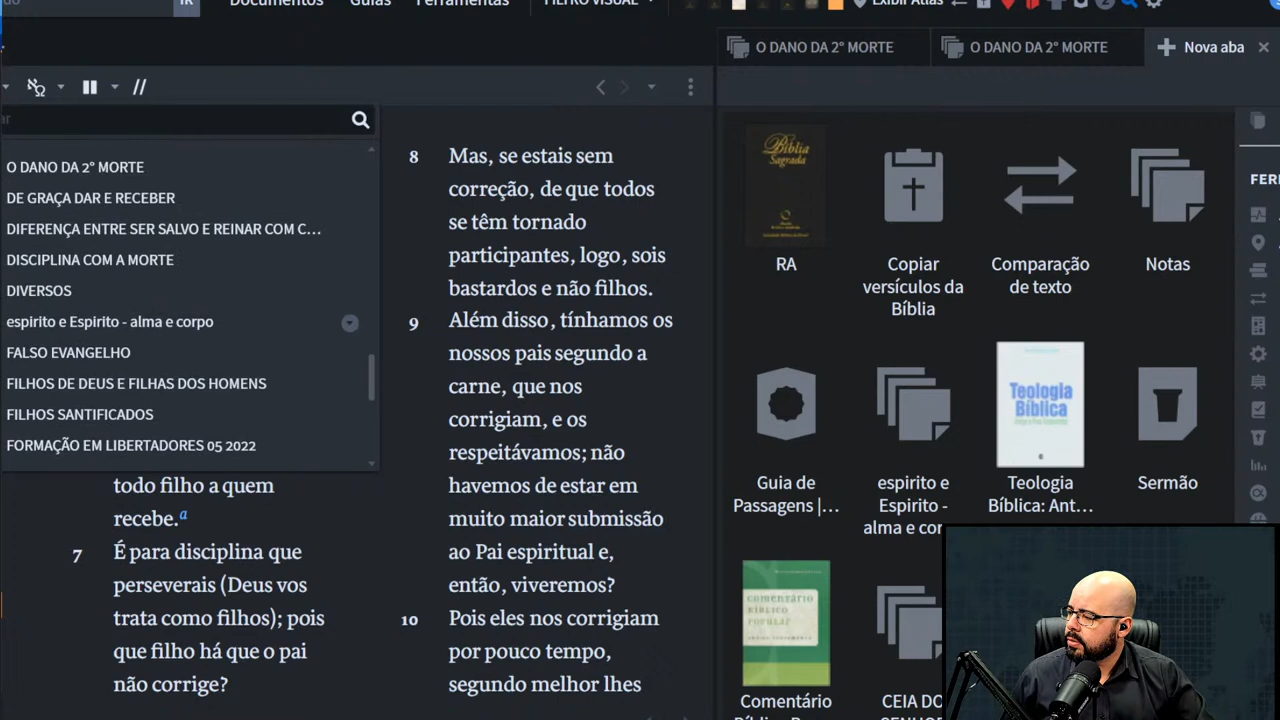 Documentos Guias Ferramentas FILTRO VISUAL Exibir Atlas
IR
O DANO DA 2° MORTE
O DANO DA 2° MORTE
Nova aba
O DANO DA 2° MORTE
DE GRAÇA DAR E RECEBER
DIFERENÇA ENTRE SER SALVO E REINAR COM C...
DISCIPLINA COM A MORTE
DIVERSOS
espirito e Espirito - alma e corpo
FALSO EVANGELHO
FILHOS DE DEUS E FILHAS DOS HOMENS
FILHOS SANTIFICADOS
FORMAÇÃO EM LIBERTADORES 05 2022
todo filho a quem
recebe.a
7 É para disciplina que
perseverais (Deus vos
trata como filhos); pois
que filho há que o pai
não corrige?
8 Mas, se estais sem
correção, de que todos
se têm tornado
participantes, logo, sois
bastardos e não filhos.
9 Além disso, tínhamos os
nossos pais segundo a
carne, que nos
corrigiam, e os
respeitávamos; não
havemos de estar em
muito maior submissão
ao Pai espiritual e,
então, viveremos?
10 Pois eles nos corrigiam
por pouco tempo,
segundo melhor lhes
Bíblia
Sagrada
RA
Copiar
versículos da
Bíblia
Comparação
de texto
Notas
FER
Guia de
Passagens |...
espirito e
Espirito -
alma e cor
Teologia
Bíblica
Teologia
Bíblica: Ant...
Sermão
comentário
BÍBLICO
POPULAR
Comentário
CEIA DO